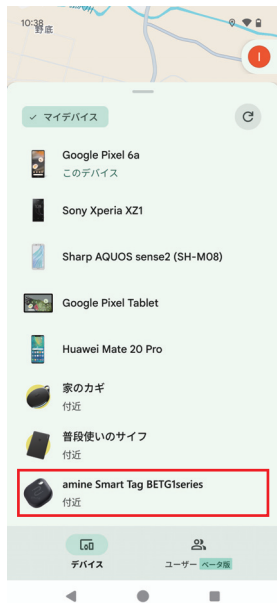 10:38
野底
I
マイデバイス
Google Pixel 6a
このデバイス
Sony Xperia XZ1
Sharp AQUOS sense2 (SH-M08)
Google Pixel Tablet
Huawei Mate 20 Pro
家のカギ
付近
普段使いのサイフ
付近
amine Smart Tag BETG1series
付近
デバイス
ユーザー ベータ版